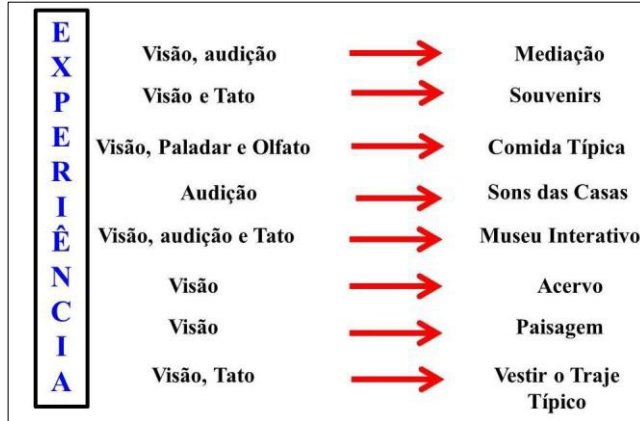 EXPERIÊNCIA
Visão, audição Mediação
Visão e Tato Souvenirs
Visão, Paladar e Olfato Comida Típica
Audição Sons das Casas
Visão, audição e Tato Museu Interativo
Visão Acervo
Visão Paisagem
Visão, Tato Vestir o Traje
Típico